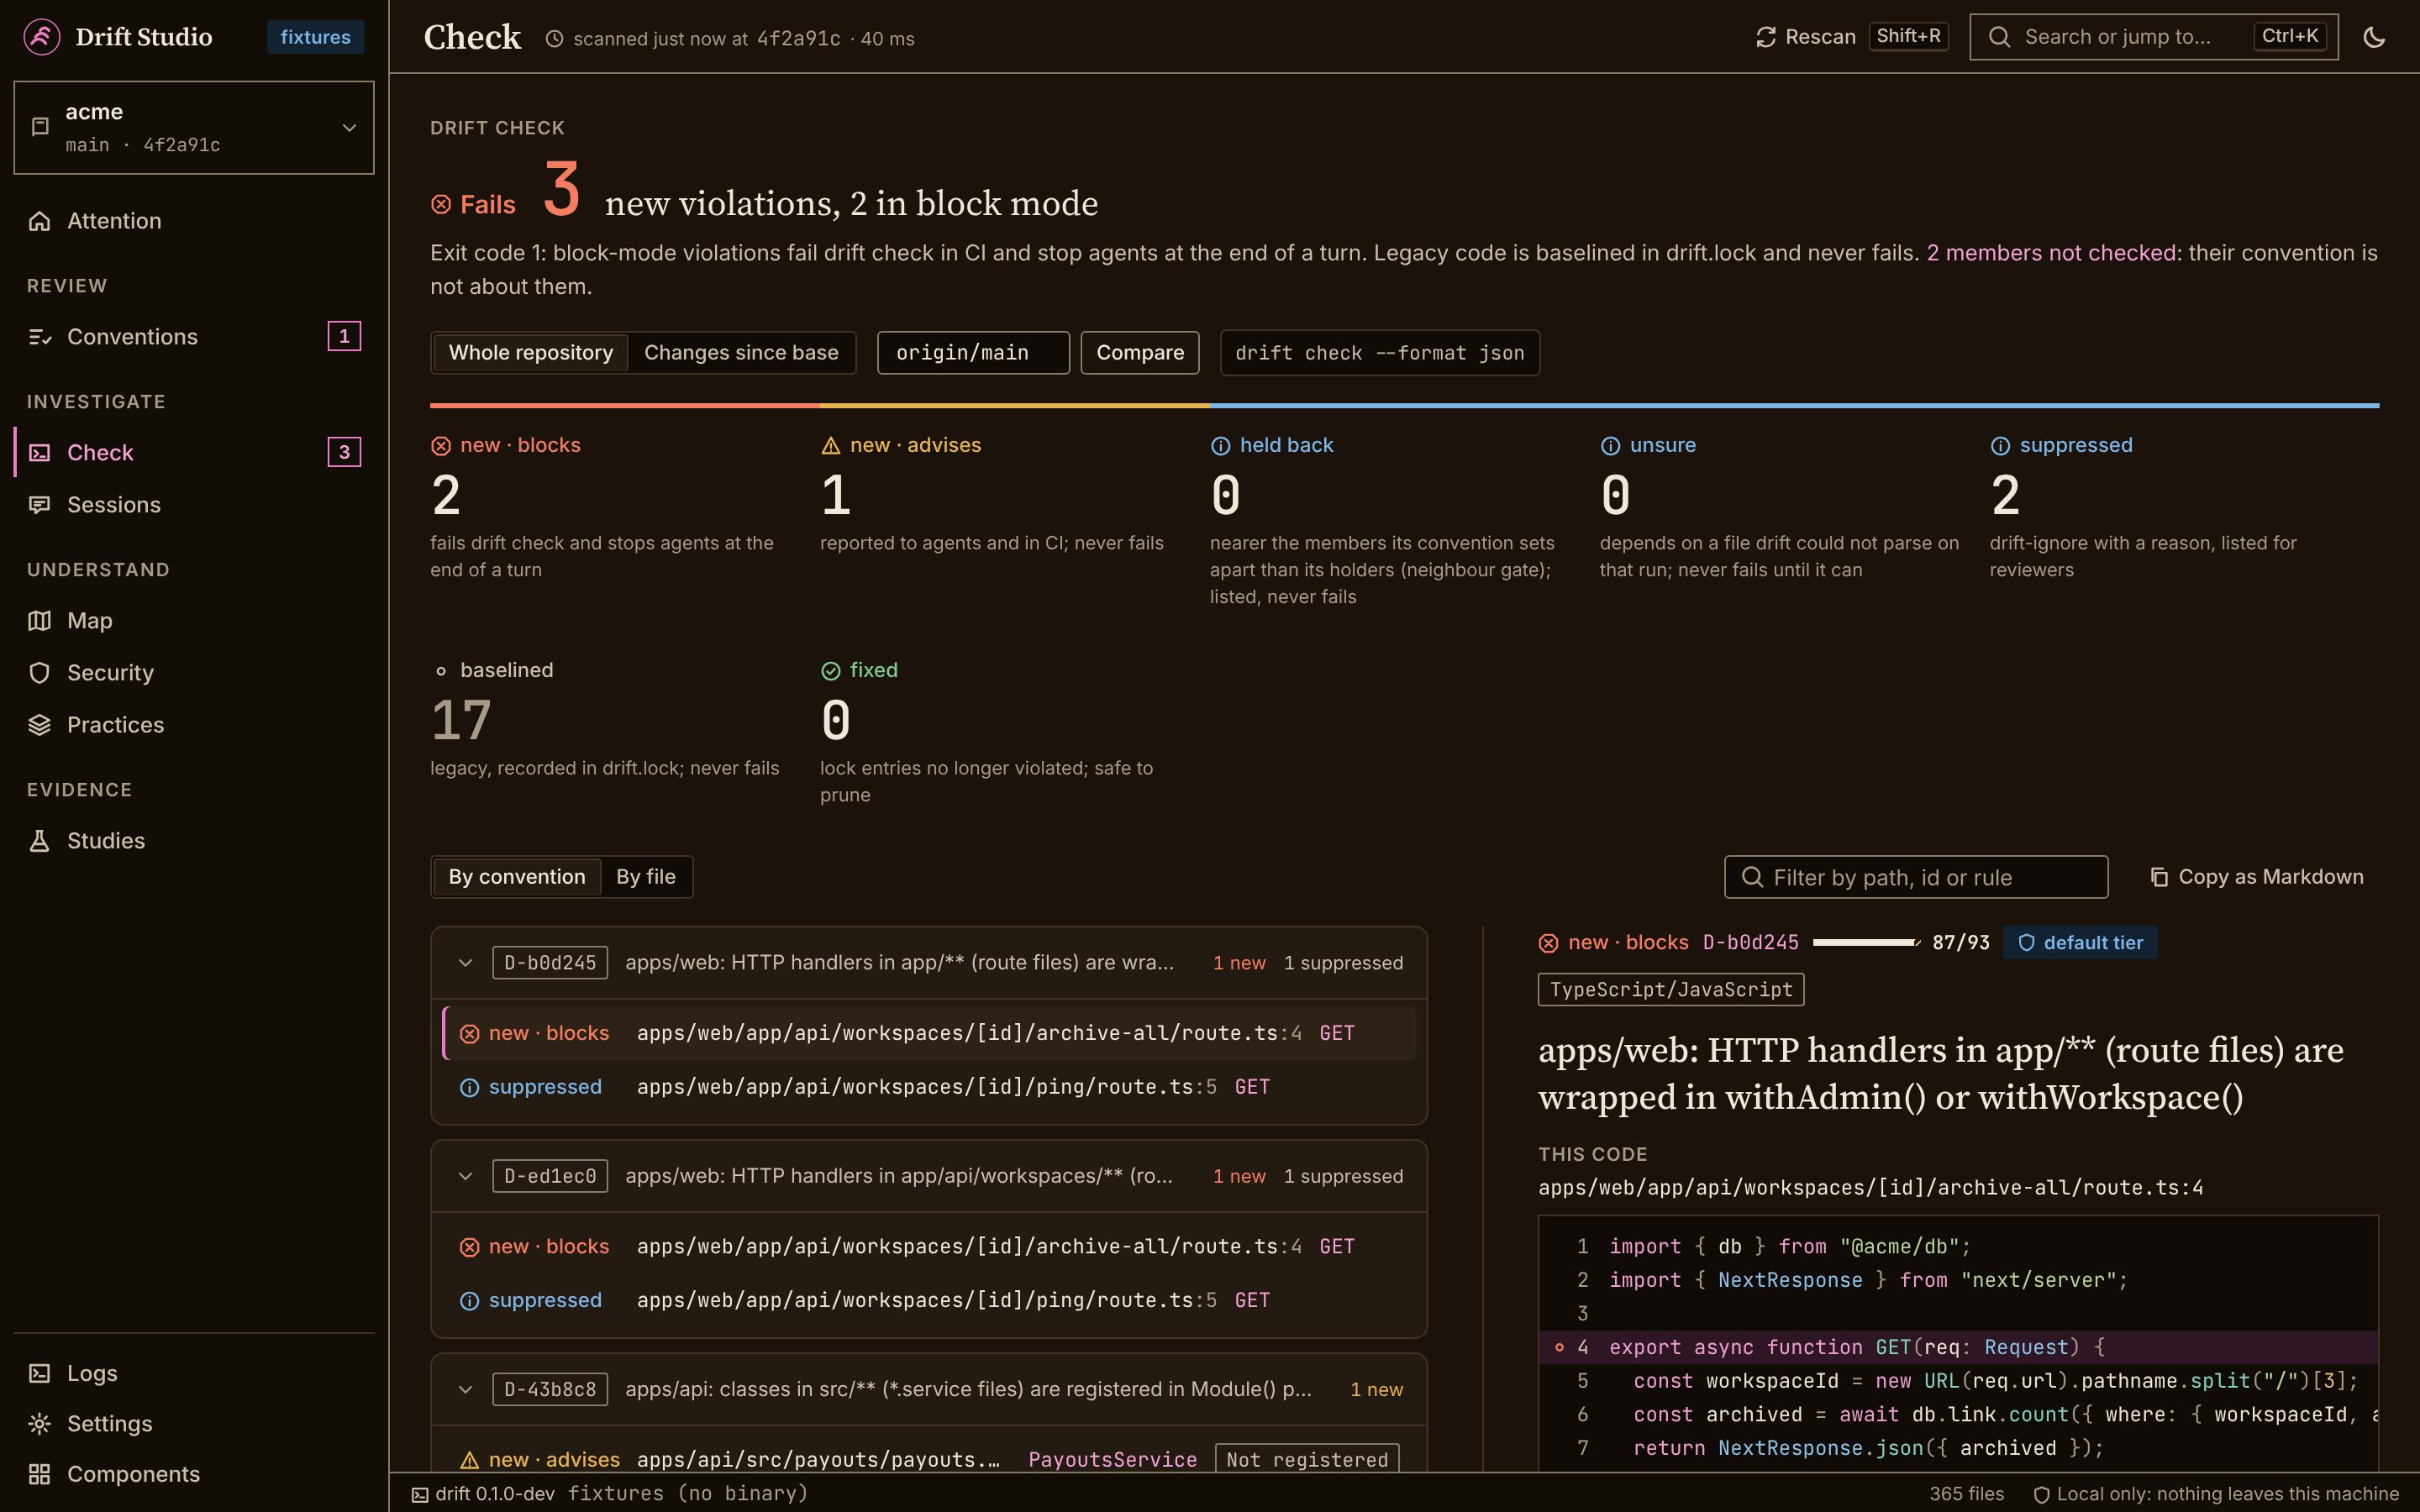 Drift Studio
fixtures
acme
main · 4f2a91c
Attention
REVIEW
Conventions 1
INVESTIGATE
Check 3
Sessions
UNDERSTAND
Map
Security
Practices
EVIDENCE
Studies
Logs
Settings
Components
Check
scanned just now at 4f2a91c · 40 ms
Rescan Shift+R
Search or jump to... Ctrl+K
DRIFT CHECK
Fails 3 new violations, 2 in block mode
Exit code 1: block-mode violations fail drift check in CI and stop agents at the end of a turn. Legacy code is baselined in drift.lock and never fails. 2 members not checked: their convention is
not about them.
Whole repository Changes since base origin/main Compare drift check --format json
new · blocks
2
fails drift check and stops agents at the
end of a turn
new · advises
1
reported to agents and in CI; never fails
held back
0
nearer the members its convention sets
apart than its holders (neighbour gate);
listed, never fails
unsure
0
depends on a file drift could not parse on
that run; never fails until it can
suppressed
2
drift-ignore with a reason, listed for
reviewers
baselined
17
legacy, recorded in drift.lock; never fails
fixed
0
lock entries no longer violated; safe to
prune
By convention By file
Filter by path, id or rule
Copy as Markdown
D-b0d245 apps/web: HTTP handlers in app/** (route files) are wra... 1 new 1 suppressed
new · blocks apps/web/app/api/workspaces/[id]/archive-all/route.ts:4 GET
suppressed apps/web/app/api/workspaces/[id]/ping/route.ts:5 GET
D-ed1ec0 apps/web: HTTP handlers in app/api/workspaces/** (ro... 1 new 1 suppressed
new · blocks apps/web/app/api/workspaces/[id]/archive-all/route.ts:4 GET
suppressed apps/web/app/api/workspaces/[id]/ping/route.ts:5 GET
D-43b8c8 apps/api: classes in src/** (*.service files) are registered in Module() p... 1 new
new · advises apps/api/src/payouts/payouts.… PayoutsService Not registered
new · blocks D-b0d245 87/93 default tier
TypeScript/JavaScript
apps/web: HTTP handlers in app/** (route files) are
wrapped in withAdmin() or withWorkspace()
THIS CODE
apps/web/app/api/workspaces/[id]/archive-all/route.ts:4
1 import { db } from "@acme/db";
2 import { NextResponse } from "next/server";
3
4 export async function GET(req: Request) {
5 const workspaceId = new URL(req.url).pathname.split("/")[3];
6 const archived = await db.link.count({ where: { workspaceId, a
7 return NextResponse.json({ archived });
drift 0.1.0-dev fixtures (no binary)
365 files
Local only: nothing leaves this machine